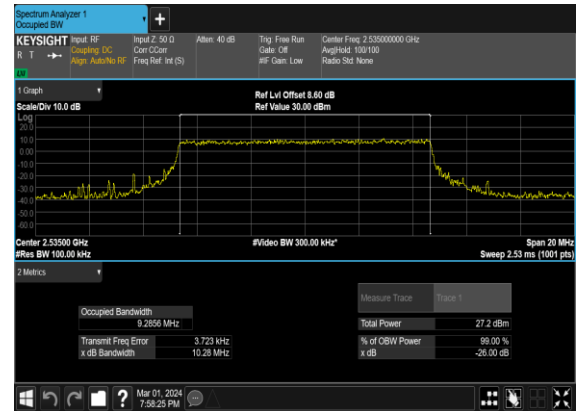 Spectrum Analyzer 1
Occupied BW
KEYSIGHT Input: RF Input Z: 50 Ω Atten: 40 dB Trig: Free Run Center Freq: 2.535000000 GHz
R T Coupling: DC Corr CCorr Gate: Off Avg|Hold: 100/100
Align: Auto/No RF Freq Ref: Int (S) #IF Gain: Low Radio Std: None
1 Graph
Ref Lvl Offset 8.60 dB
Scale/Div 10.0 dB Ref Value 30.00 dBm
Log
20.0
10.0
0.00
-10.0
-20.0
-30.0
-40.0
-50.0
-60.0
Center 2.53500 GHz #Video BW 300.00 kHz* Span 20 MHz
#Res BW 100.00 kHz Sweep 2.53 ms (1001 pts)
2 Metrics
Measure Trace Trace 1
Occupied Bandwidth
9.2856 MHz Total Power 27.2 dBm
Transmit Freq Error 3.723 kHz % of OBW Power 99.00 %
x dB Bandwidth 10.28 MHz x dB -26.00 dB
Mar 01, 2024
7:58:25 PM